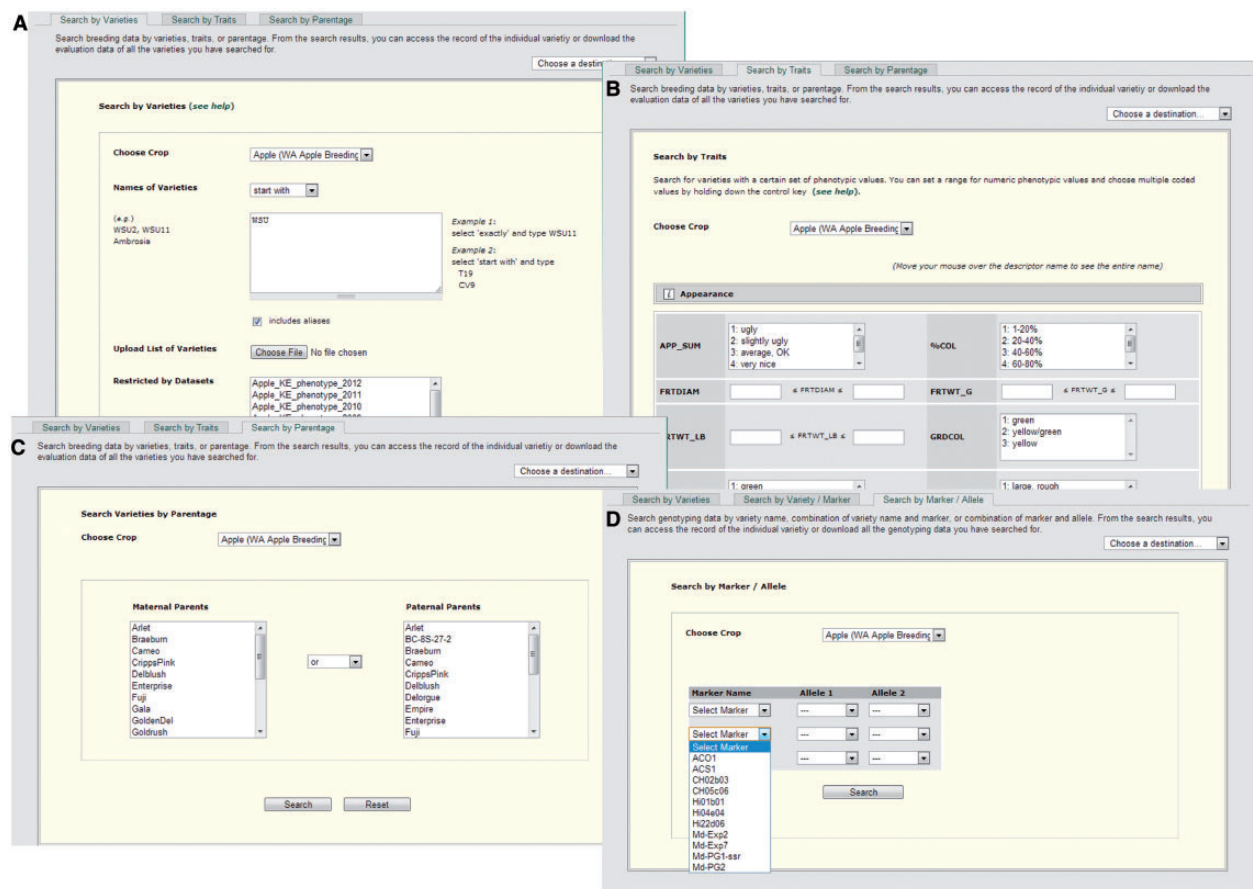 A
Search by Varieties
Search by Traits
Search by Parentage
Search breeding data by varieties, traits, or parentage. From the search results, you can access the record of the individual varietiy or download the
evaluation data of all the varieties you have searched for.
Choose a destin
Search by Varieties (see help)
Choose Crop
Apple (WA Apple Breeding
Names of Varieties
start with
(e.g.)
WSU2, WSU11
Ambrosia
WSU
Example 1:
select 'exactly' and type WSU11
Example 2:
select 'start with' and type
T19
CV9
includes aliases
Upload List of Varieties
Choose File No file chosen
Restricted by Datasets
Apple_KE_phenotype_2012
Apple_KE_phenotype_2011
Apple_KE_phenotype_2010
B
Search by Varieties
Search by Traits
Search by Parentage
Search breeding data by varieties, traits, or parentage. From the search results, you can access the record of the individual varietiy or download the
evaluation data of all the varieties you have searched for.
Choose a destination...
Search by Traits
Search for varieties with a certain set of phenotypic values. You can set a range for numeric phenotypic values and choose multiple coded
values by holding down the control key (see help).
Choose Crop
Apple (WA Apple Breeding
(Move your mouse over the descriptor name to see the entire name)
i Appearance
APP_SUM
1: ugly
2: slightly ugly
3: average, OK
4: very nice
%COL
1: 1-20%
2: 20-40%
3: 40-60%
4: 60-80%
FRTDIAM
≤ FRTDIAM ≤
FRTWT_G
≤ FRTWT_G ≤
RTWT_LB
≤ FRTWT_LB ≤
GRDCOL
1: green
2: yellow/green
3: yellow
1: green
1: large, rough
C
Search by Varieties
Search by Traits
Search by Parentage
Search breeding data by varieties, traits, or parentage. From the search results, you can access the record of the individual varietiy or download the
evaluation data of all the varieties you have searched for.
Choose a destination...
Search Varieties by Parentage
Choose Crop
Apple (WA Apple Breeding
Maternal Parents
Arlet
Braeburn
Cameo
CrippsPink
Delblush
Enterprise
Fuji
Gala
GoldenDel
Goldrush
or
Paternal Parents
Arlet
BC-8S-27-2
Braeburn
Cameo
CrippsPink
Delblush
Delorgue
Empire
Enterprise
Fuji
Search
Reset
D
Search by Varieties
Search by Variety / Marker
Search by Marker / Allele
Search genotyping data by variety name, combination of variety name and marker, or combination of marker and allele. From the search results, you
can access the record of the individual varietiy or download all the genotyping data you have searched for.
Choose a destination...
Search by Marker / Allele
Choose Crop
Apple (WA Apple Breeding
Marker Name Allele 1 Allele 2
Select Marker --- ---
Select Marker --- ---
Select Marker
--- ---
ACO1
ACS1
CH02b03
CH05c06
Hi01b01
Hi04e04
Hi22d06
Md-Exp2
Md-Exp7
Md-PG1-ssr
Md-PG2
Search